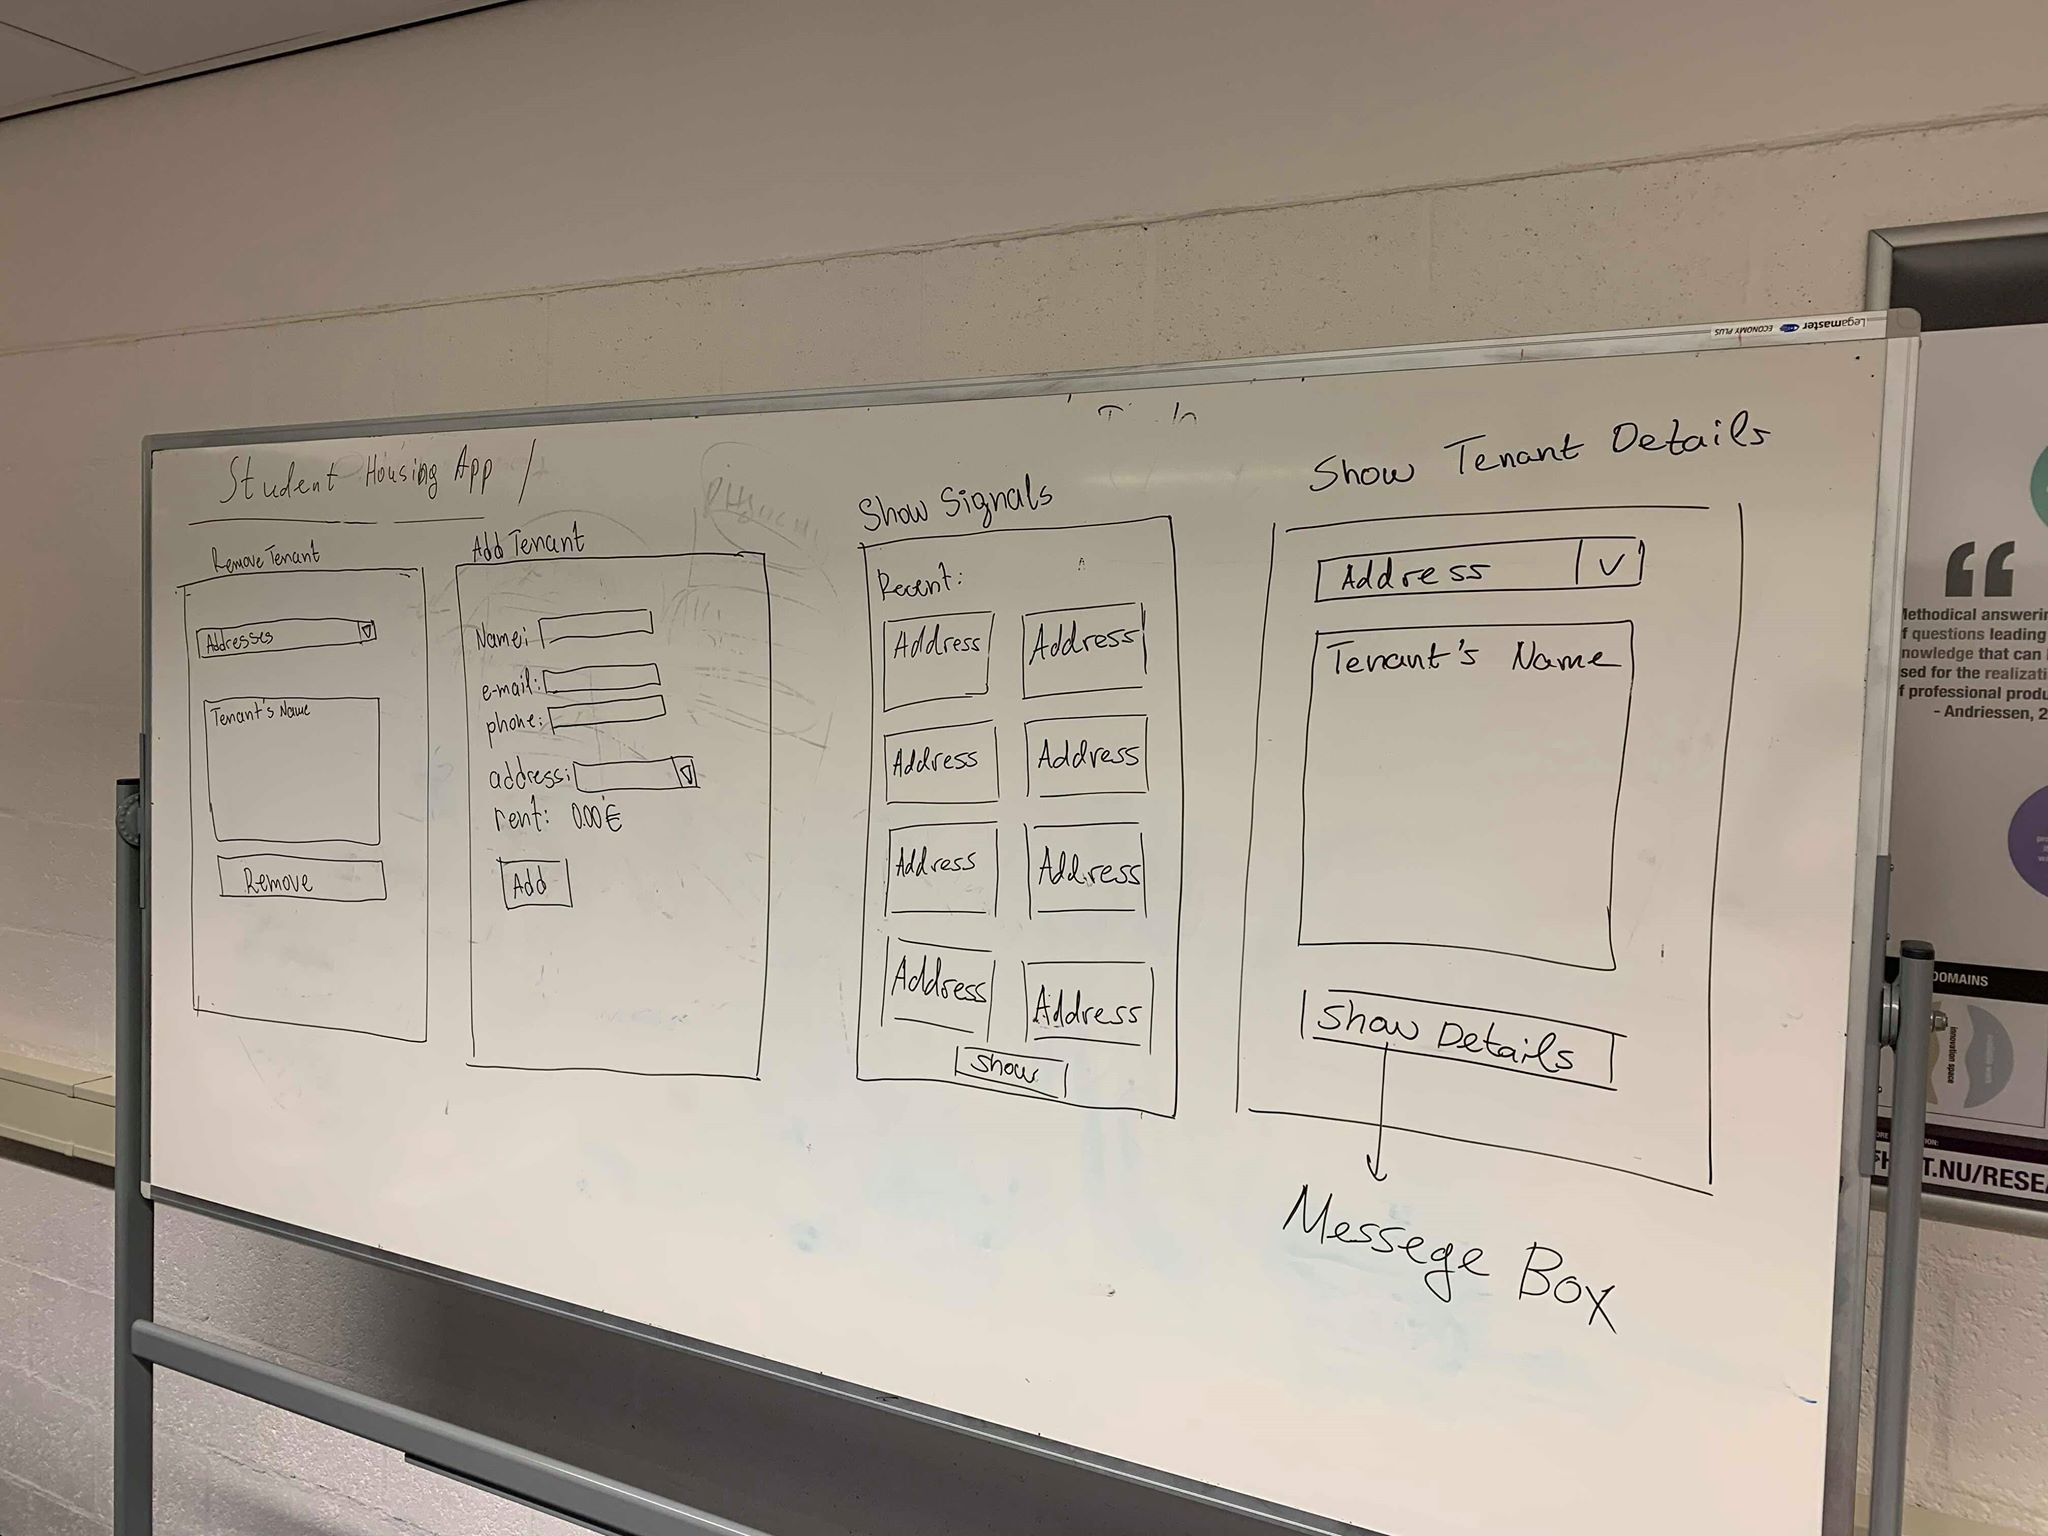 Legamaster ECONOMY PLUS
Student Housing App /
Remove Tenant
Addresses
Tenant's Name
Remove
Add Tenant
Name:
e-mail:
phone:
address:
rent: 0.00€
Add
Show Signals
Recent:
Address Address
Address Address
Address Address
Address Address
Show
Show Tenant Details
Address
Tenant's Name
Show Details
Messege Box
“
Methodical answerin
f questions leading
nowledge that can
sed for the realizati
f professional produ
- Andriessen, 2
DOMAINS
innovation space
T.NU/RESEA